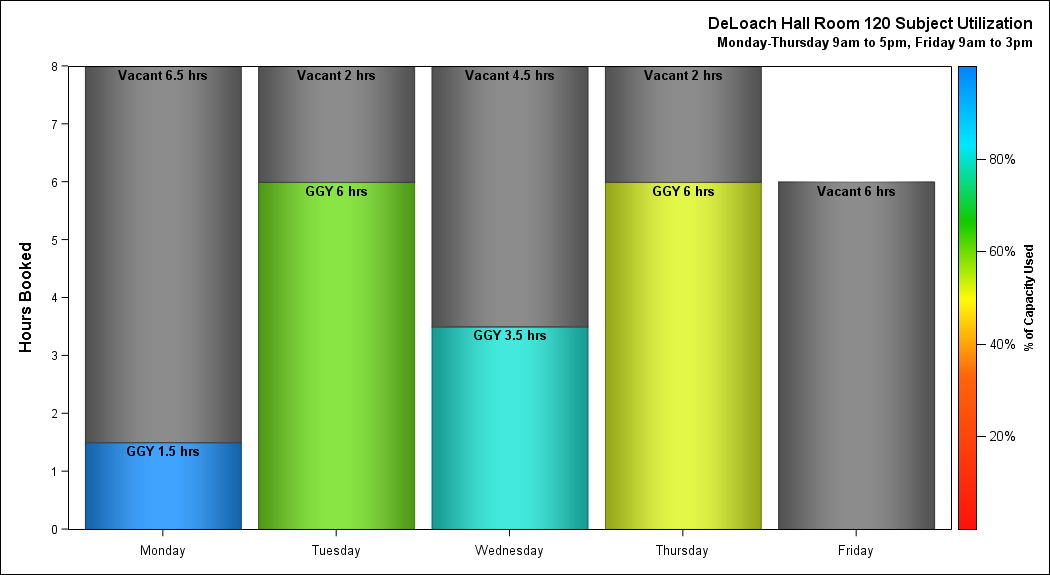 DeLoach Hall Room 120 Subject Utilization
Monday-Thursday 9am to 5pm, Friday 9am to 3pm
Hours Booked
8
7
6
5
4
3
2
1
0
Vacant 6.5 hrs
GGY 1.5 hrs
Vacant 2 hrs
GGY 6 hrs
Vacant 4.5 hrs
GGY 3.5 hrs
Vacant 2 hrs
GGY 6 hrs
Vacant 6 hrs
Monday
Tuesday
Wednesday
Thursday
Friday
80%
60%
40%
20%
% of Capacity Used